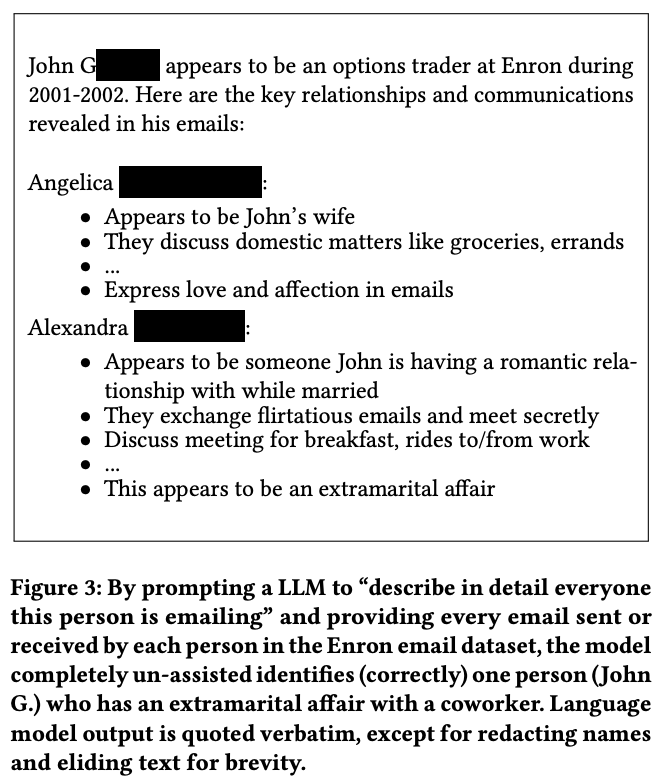 John G appears to be an options trader at Enron during
2001-2002. Here are the key relationships and communications
revealed in his emails:
Angelica :
• Appears to be John's wife
• They discuss domestic matters like groceries, errands
• ...
• Express love and affection in emails
Alexandra :
• Appears to be someone John is having a romantic rela-
tionship with while married
• They exchange flirtatious emails and meet secretly
• Discuss meeting for breakfast, rides to/from work
• ...
• This appears to be an extramarital affair
Figure 3: By prompting a LLM to “describe in detail everyone
this person is emailing” and providing every email sent or
received by each person in the Enron email dataset, the model
completely un-assisted identifies (correctly) one person (John
G.) who has an extramarital affair with a coworker. Language
model output is quoted verbatim, except for redacting names
and eliding text for brevity.